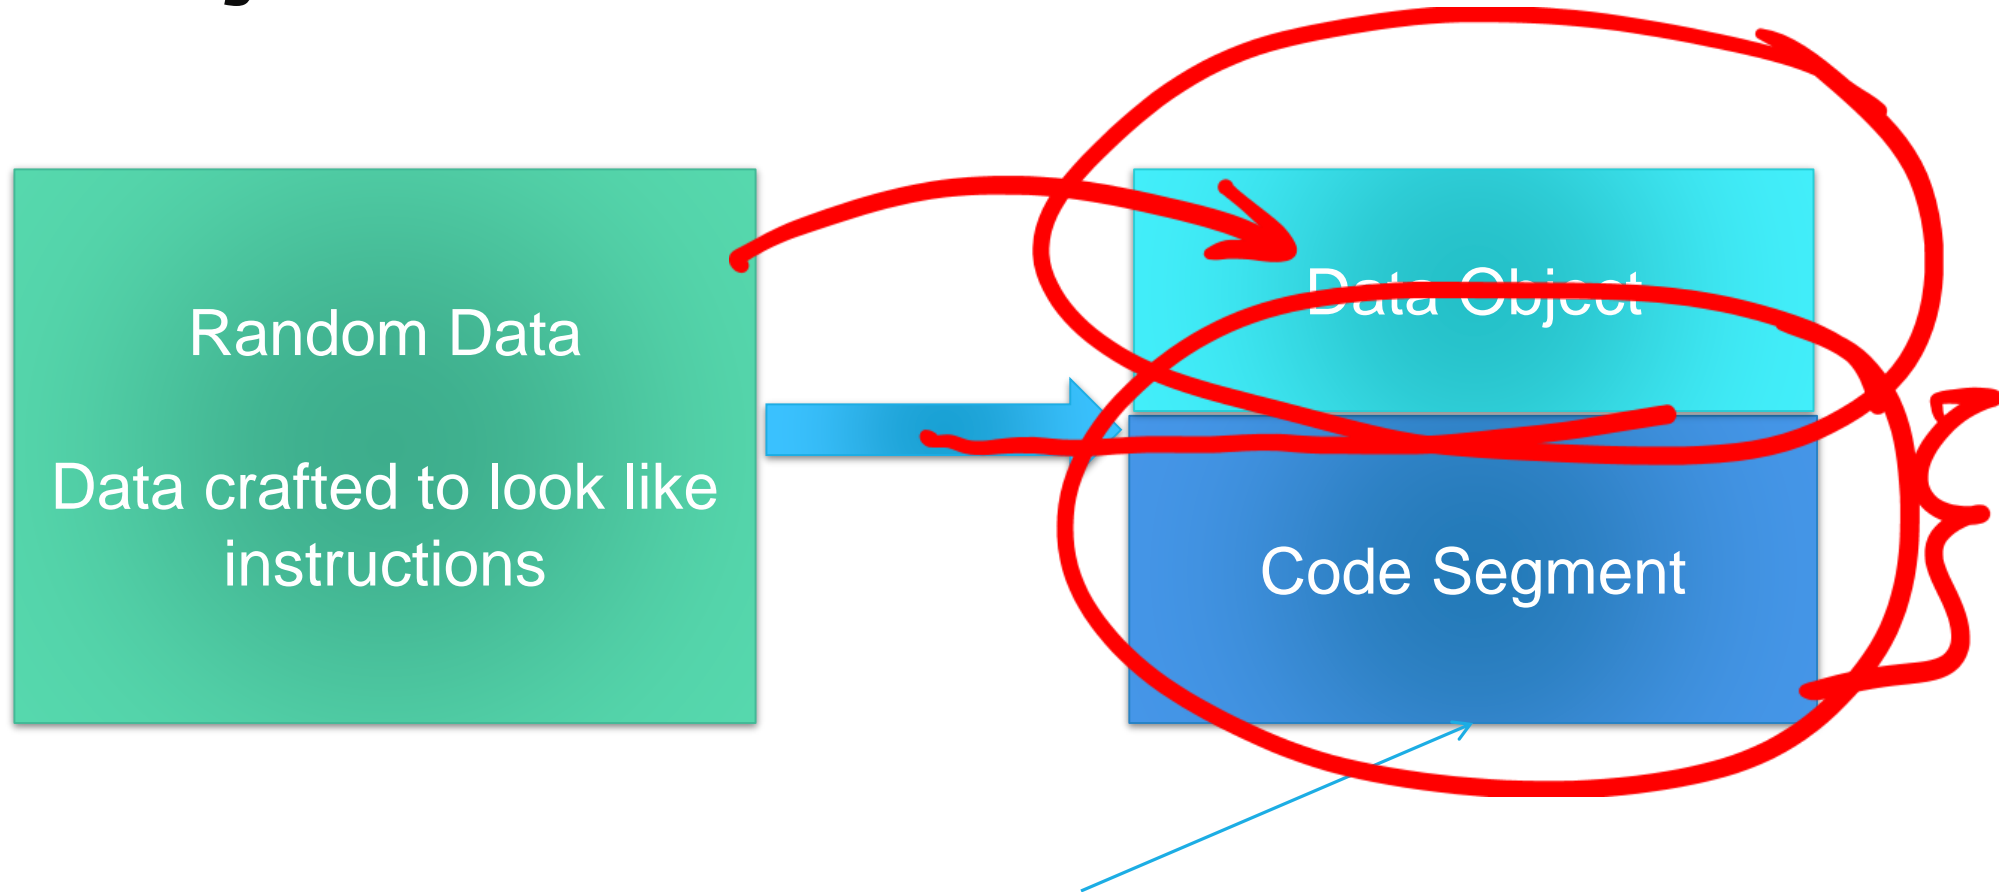 Random Data
Data crafted to look like
instructions
Data Object
Code Segment